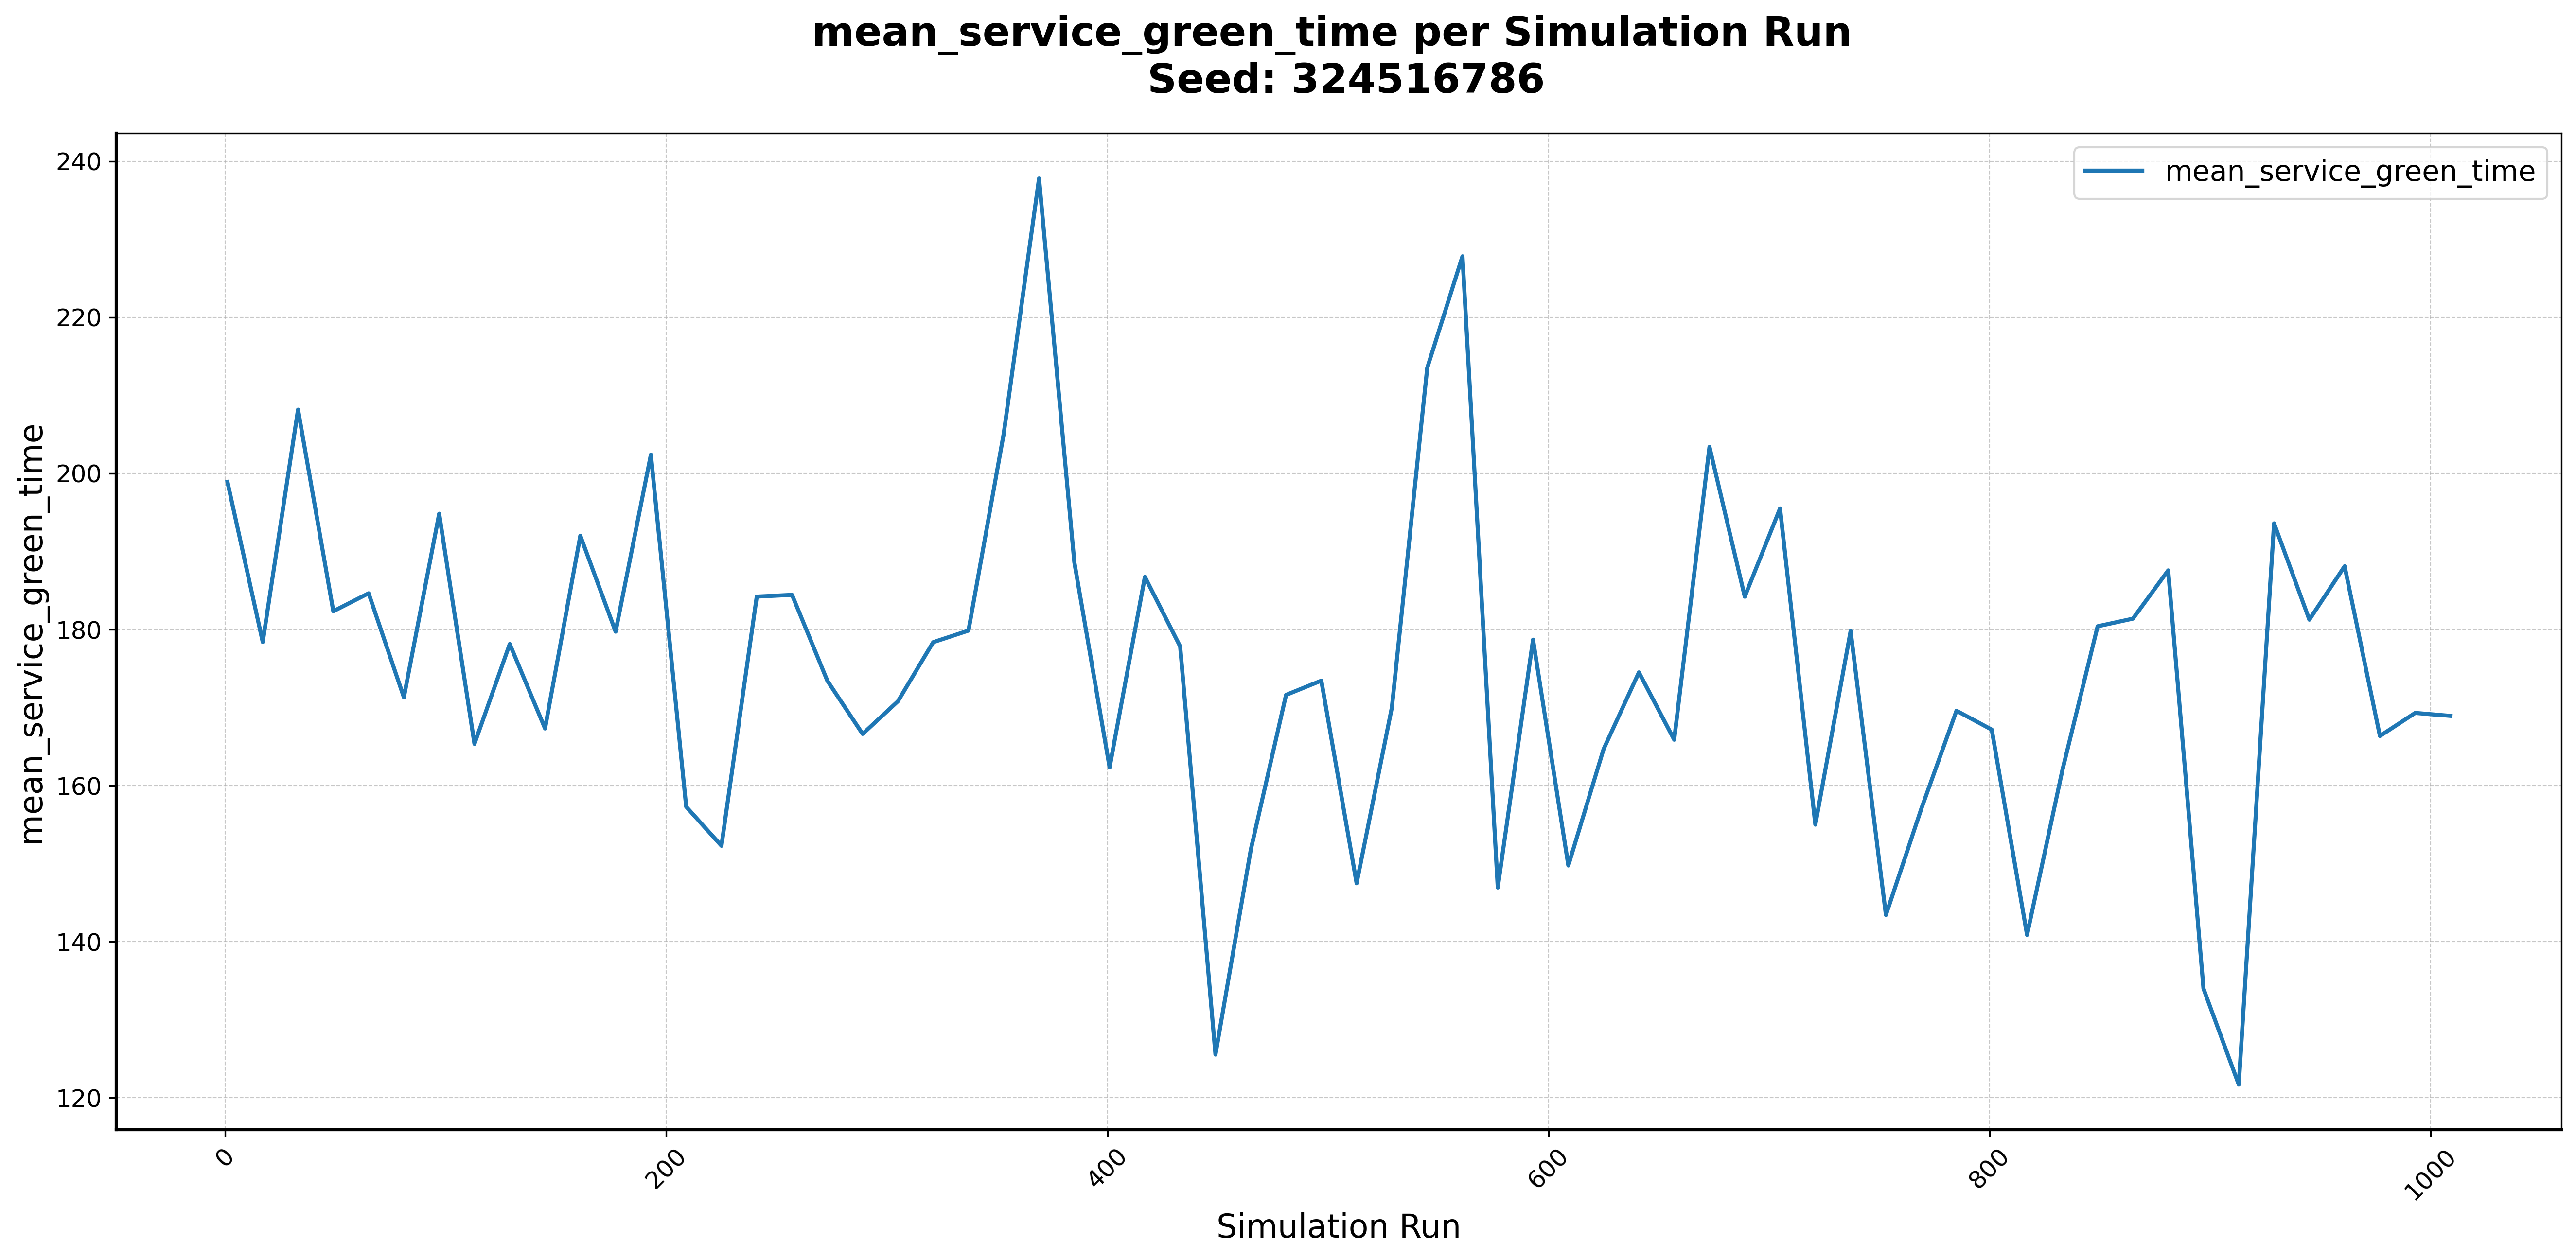 mean_service_green_time per Simulation Run
Seed: 324516786
mean_service_green_time
240
220
200
180
160
140
120
mean_service_green_time
0
200
400
600
800
1000
Simulation Run